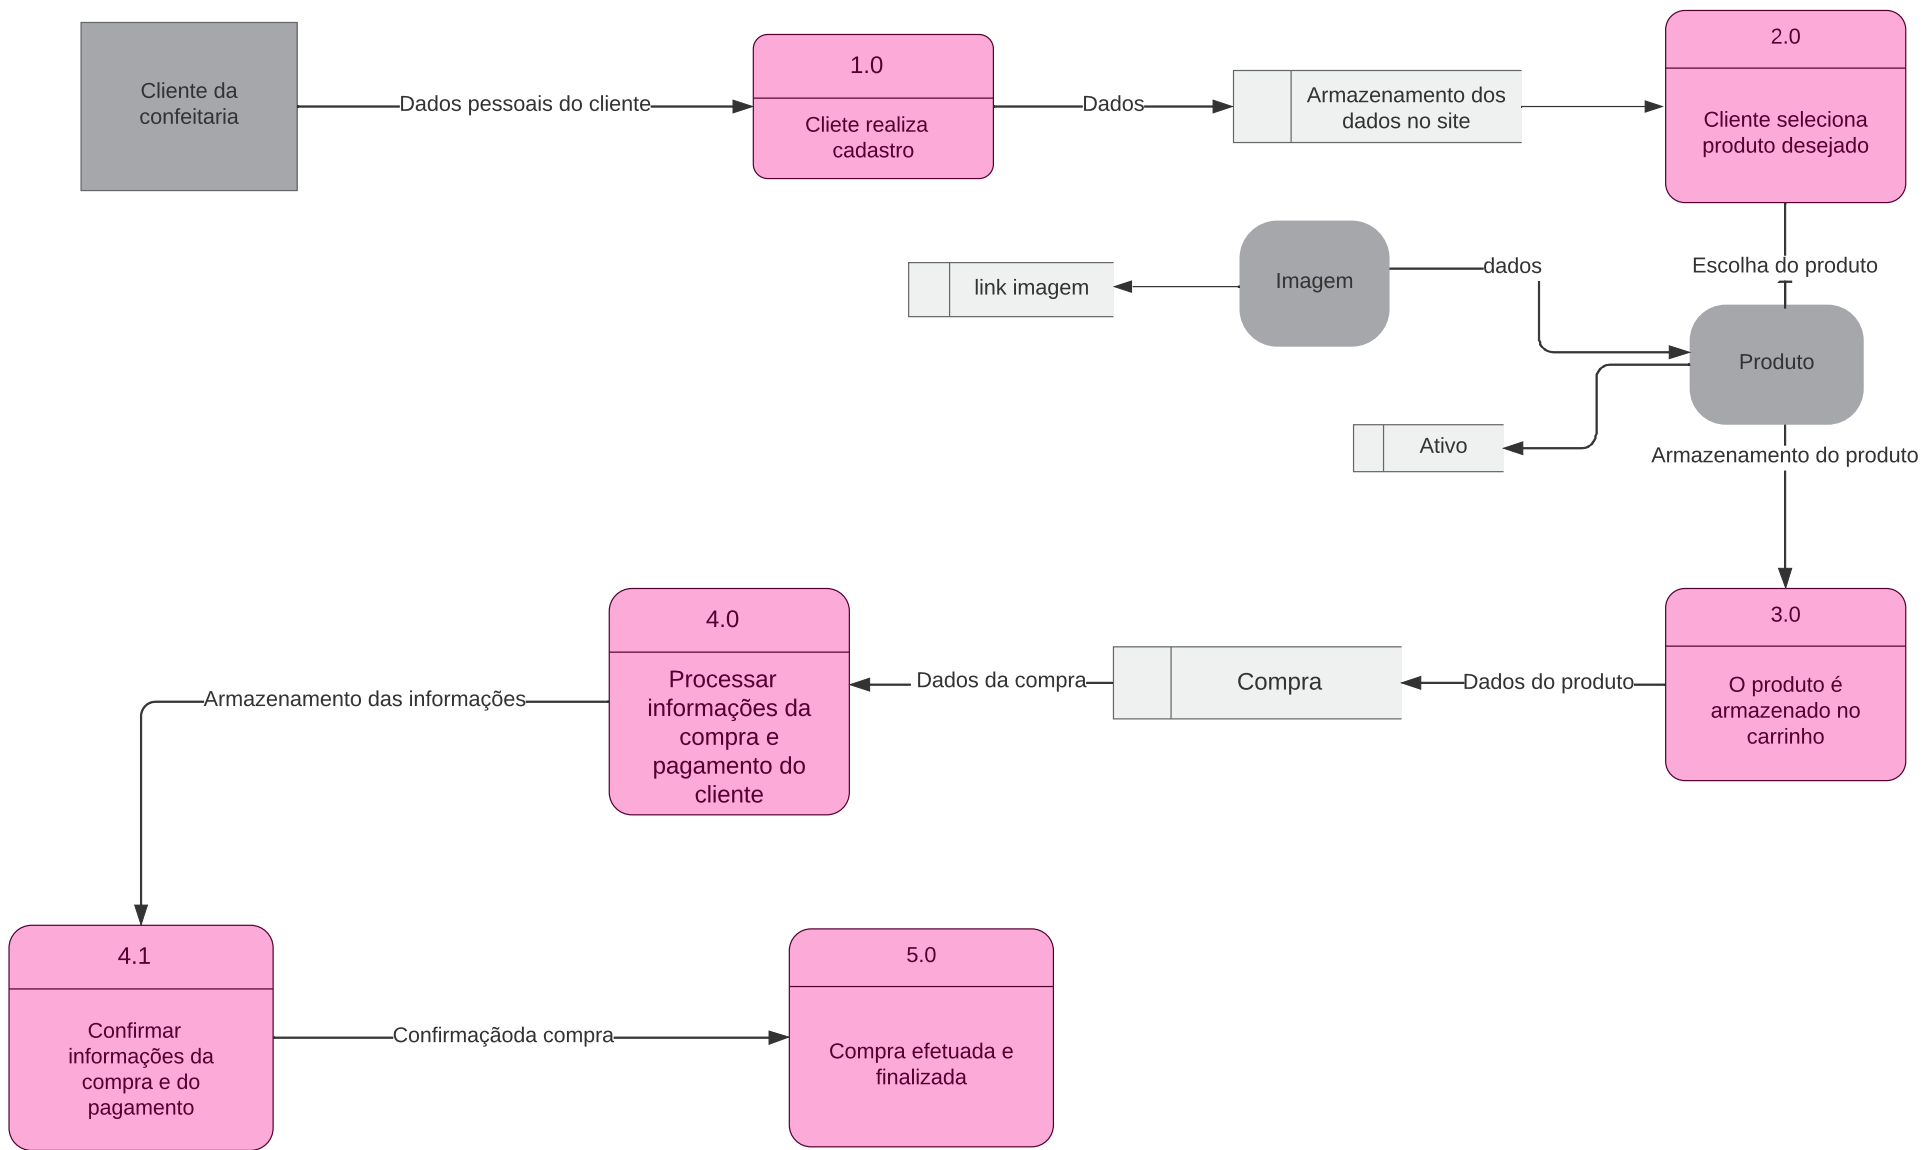 Cliente da
confeitaria
Dados pessoais do cliente
1.0
Cliete realiza
cadastro
Dados
Armazenamento dos
dados no site
2.0
Cliente seleciona
produto desejado
link imagem
Imagem
dados
Escolha do produto
Produto
Ativo
Armazenamento do produto
3.0
O produto é
armazenado no
carrinho
Dados do produto
Compra
Dados da compra
4.0
Processar
informações da
compra e
pagamento do
cliente
Armazenamento das informações
4.1
Confirmar
informações da
compra e do
pagamento
Confirmaçãoda compra
5.0
Compra efetuada e
finalizada